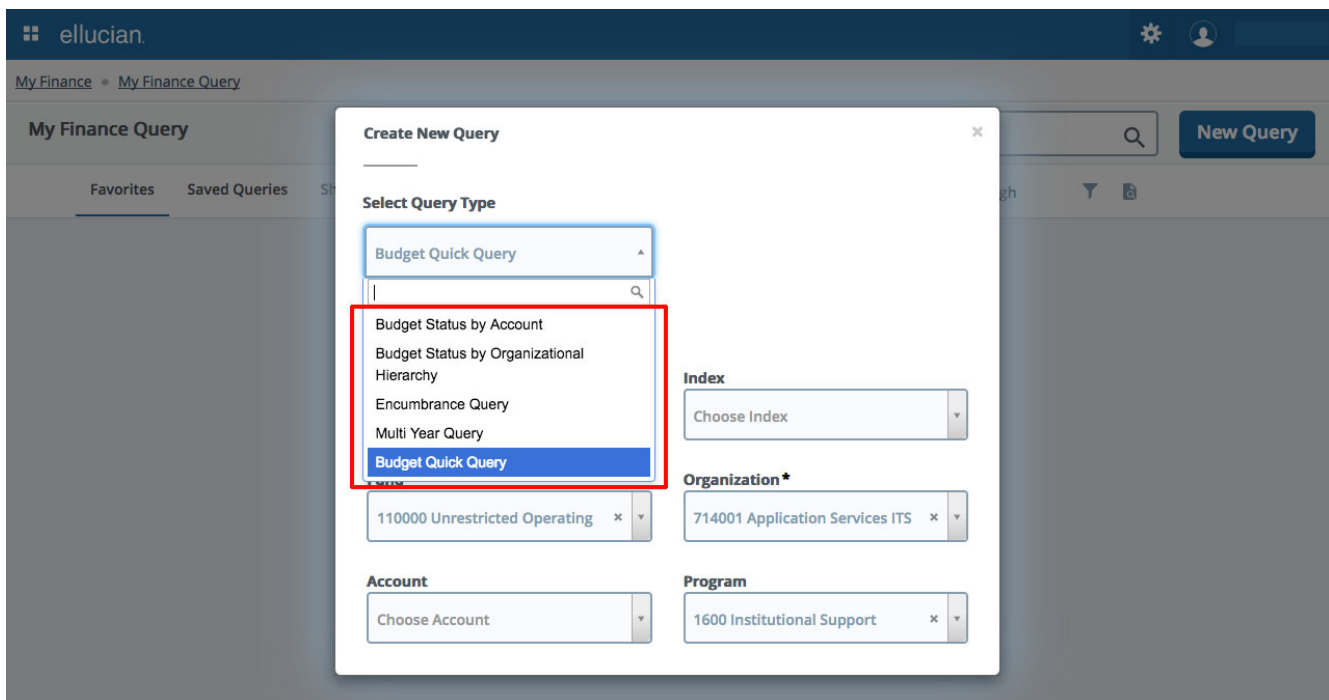 ellucian.
My Finance • My Finance Query
My Finance Query
New Query
Favorites Saved Queries
Create New Query ×
Select Query Type
Budget Quick Query
Budget Status by Account
Budget Status by Organizational
Hierarchy
Encumbrance Query
Multi Year Query
Budget Quick Query
Index
Choose Index
Fund
110000 Unrestricted Operating ×
Organization*
714001 Application Services ITS ×
Account
Choose Account
Program
1600 Institutional Support ×